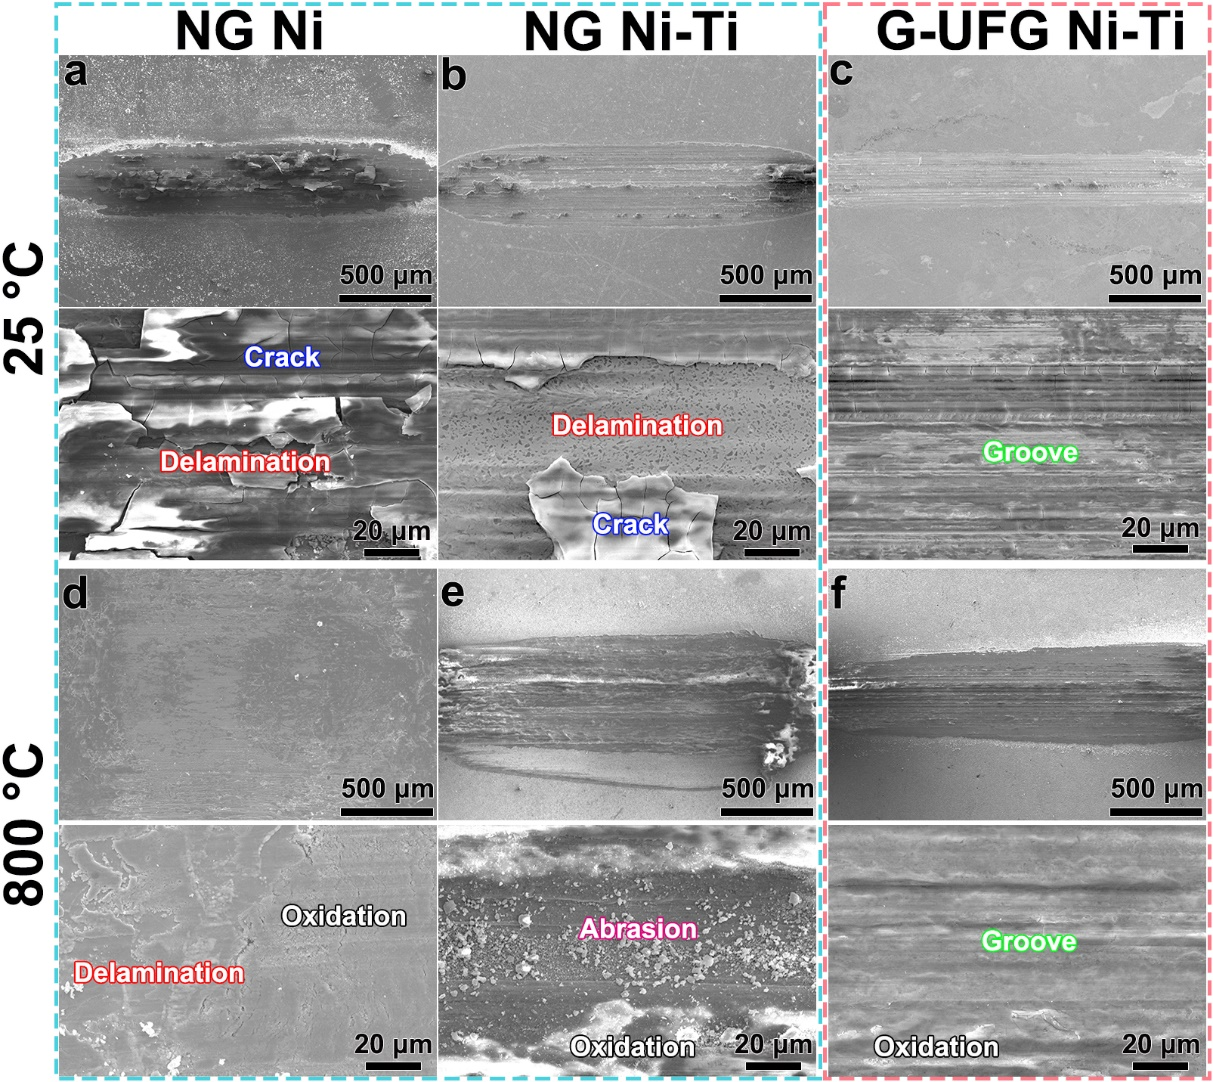 NG Ni
NG Ni-Ti
G-UFG Ni-Ti
25 °C
a
500 µm
b
500 µm
c
500 µm
Crack
Delamination
20 µm
Delamination
Crack
20 µm
Groove
20 µm
800 °C
d
500 µm
e
500 µm
f
500 µm
Oxidation
Delamination
20 µm
Abrasion
Oxidation
20 µm
Groove
Oxidation
20 µm